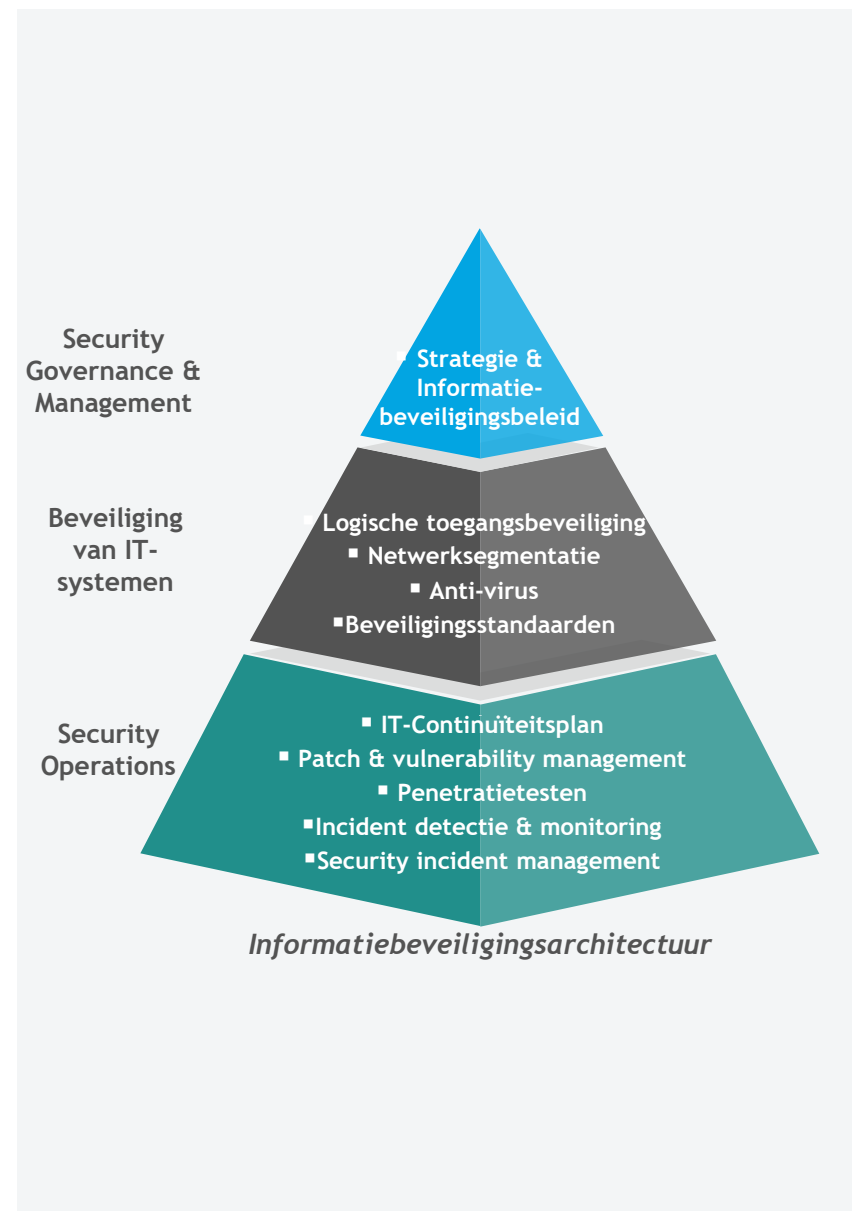 Security
Governance &
Management
▪ Strategie &
Informatie-
beveiligingsbeleid
Beveiliging
van IT-
systemen
▪ Logische toegangsbeveiliging
▪ Netwerksegmentatie
▪ Anti-virus
▪Beveiligingsstandaarden
Security
Operations
▪ IT-Continuïteitsplan
▪ Patch & vulnerability management
▪ Penetratietesten
▪Incident detectie & monitoring
▪Security incident management
Informatiebeveiligingsarchitectuur